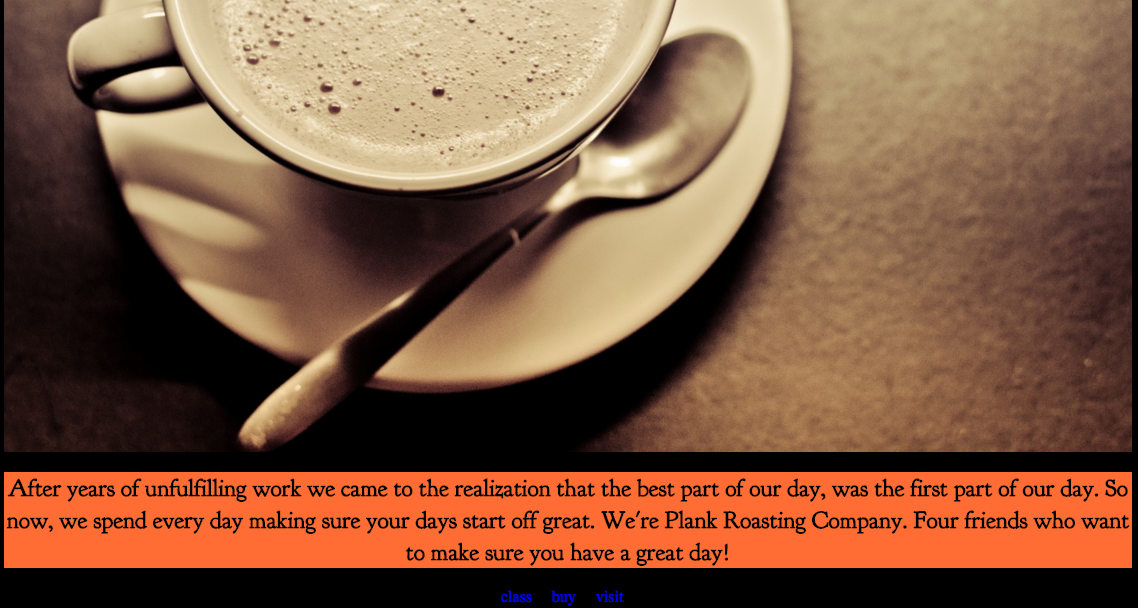 After years of unfulfilling work we came to the realization that the best part of our day, was the first part of our day. So
now, we spend every day making sure your days start off great. We're Plank Roasting Company. Four friends who want
to make sure you have a great day!
class buy visit